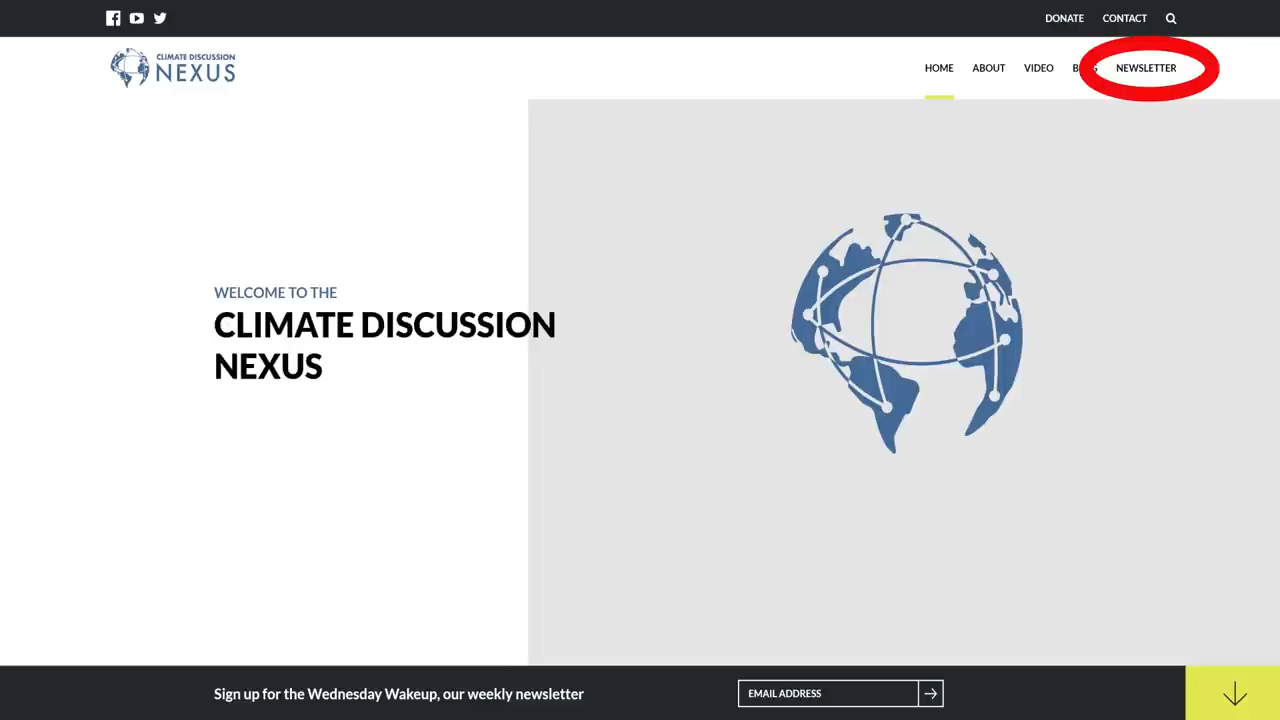 DONATE CONTACT
CLIMATE DISCUSSION
NEXUS
HOME ABOUT VIDEO NEWSLETTER
WELCOME TO THE
CLIMATE DISCUSSION
NEXUS
Sign up for the Wednesday Wakeup, our weekly newsletter
EMAIL ADDRESS